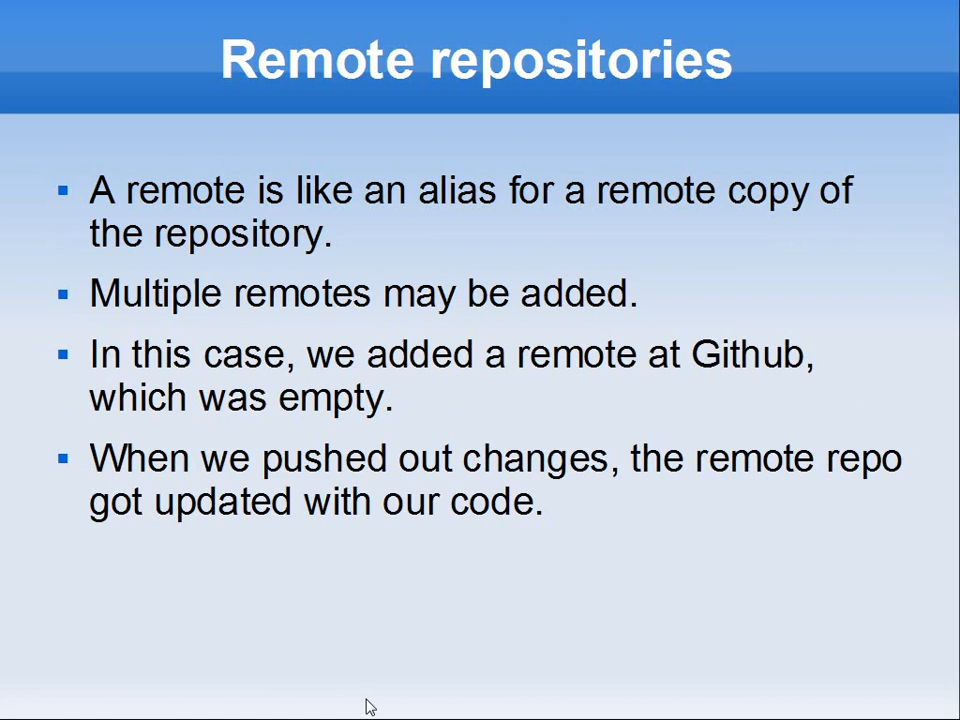 Remote repositories
A remote is like an alias for a remote copy of
the repository.
Multiple remotes may be added.
In this case, we added a remote at Github,
which was empty.
When we pushed out changes, the remote repo
got updated with our code.